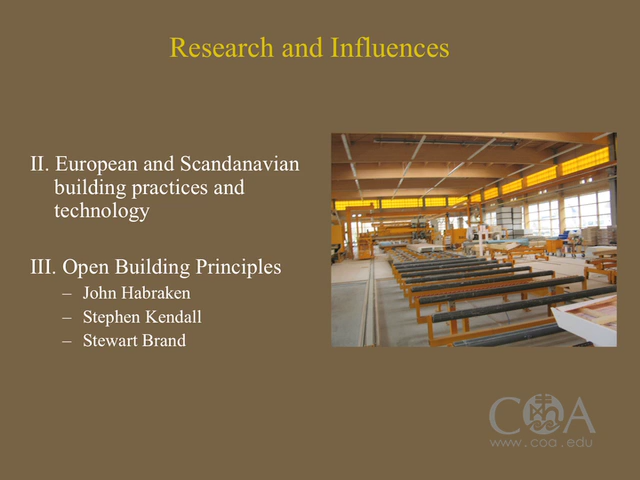 Research and Influences
II. European and Scandanavian
building practices and
technology
III. Open Building Principles
– John Habraken
– Stephen Kendall
– Stewart Brand
COA
www.coa.edu